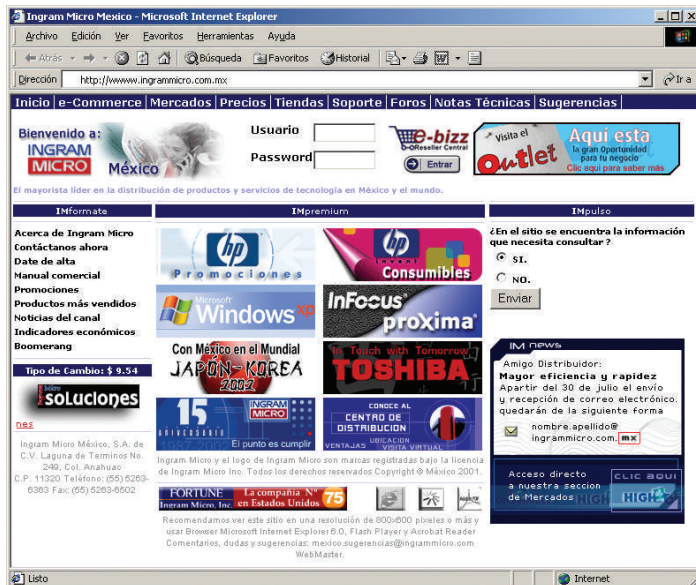 Ingram Micro Mexico - Microsoft Internet Explorer
Archivo Edición Ver Favoritos Herramientas Ayuda
Atrás Búsqueda Favoritos Historial
Dirección http://wwww.ingrammicro.com.mx Ir a
Inicio e-Commerce Mercados Precios Tiendas Soporte Foros Notas Técnicas Sugerencias
Bienvenido a:
INGRAM
MICRO
México
Usuario
Password
e-bizz
Reseller Central
Entrar
Visita el
Outlet
Aquí esta
la gran Oportunidad
para tu negocio
Clic aquí para saber más
El mayorista líder en la distribución de productos y servicios de tecnología en México y el mundo.
IMformate
Acerca de Ingram Micro
Contáctanos ahora
Date de alta
Manual comercial
Promociones
Productos más vendidos
Noticias del canal
Indicadores económicos
Boomerang
Tipo de Cambio: $ 9.54
Micro
soluciones
nes
Ingram Micro México, S.A. de
C.V. Laguna de Terminos No.
249, Col. Anahuac
C.P. 11320 Teléfono: (55) 5263-
6363 Fax: (55) 5263-6602
IMpremium
hp
Promociones
hp
invent
Consumibles
Microsoft
Windows xp
InFocus
proxima
Con México en el Mundial
JAPÓN-KOREA
2002
In Touch with Tomorrow
TOSHIBA
15
ANIVERSARIO
1987-2002
INGRAM
MICRO
El punto es cumplir
CONOCE AL
CENTRO DE
DISTRIBUCIÓN
VENTAJAS UBICACION
VISITA VIRTUAL
Ingram Micro y el logo de Ingram Micro son marcas registradas bajo la licencia
de Ingram Micro Inc. Todos los derechos reservados Copyright © México 2001.
FORTUNE
Ingram Micro, Inc.
La compañía Nº
en Estados Unidos
75
Recomendamos ver este sitio en una resolución de 800x600 pixeles o más y
usar Browser Microsoft Internet Explorer 6.0, Flash Player y Acrobat Reader
Comentarios, dudas y sugerencias: mexico.sugerencias@ingrammicro.com
WebMaster.
IMpulso
¿En el sitio se encuentra la información
que necesita consultar ?
SI.
NO.
Enviar
IM news
Amigo Distribuidor:
Mayor eficiencia y rapidez
Apartir del 30 de julio el envío
y recepción de correo electrónico.
quedarán de la siguiente forma
nombre.apellido@
ingrammicro.com. mx
Acceso directo
a nuestra seccion
de Mercados
CLIC AQUI
HIGH
HIGH
Listo
Internet